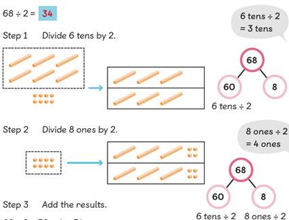 68 ÷ 2 = 34
6 tens ÷ 2
= 3 tens
Step 1 Divide 6 tens by 2.
68
60 8
6 tens ÷ 2
Step 2 Divide 8 ones by 2.
8 ones ÷ 2
= 4 ones
68
60 8
Step 3 Add the results.
6 tens ÷ 2 8 ones ÷ 2